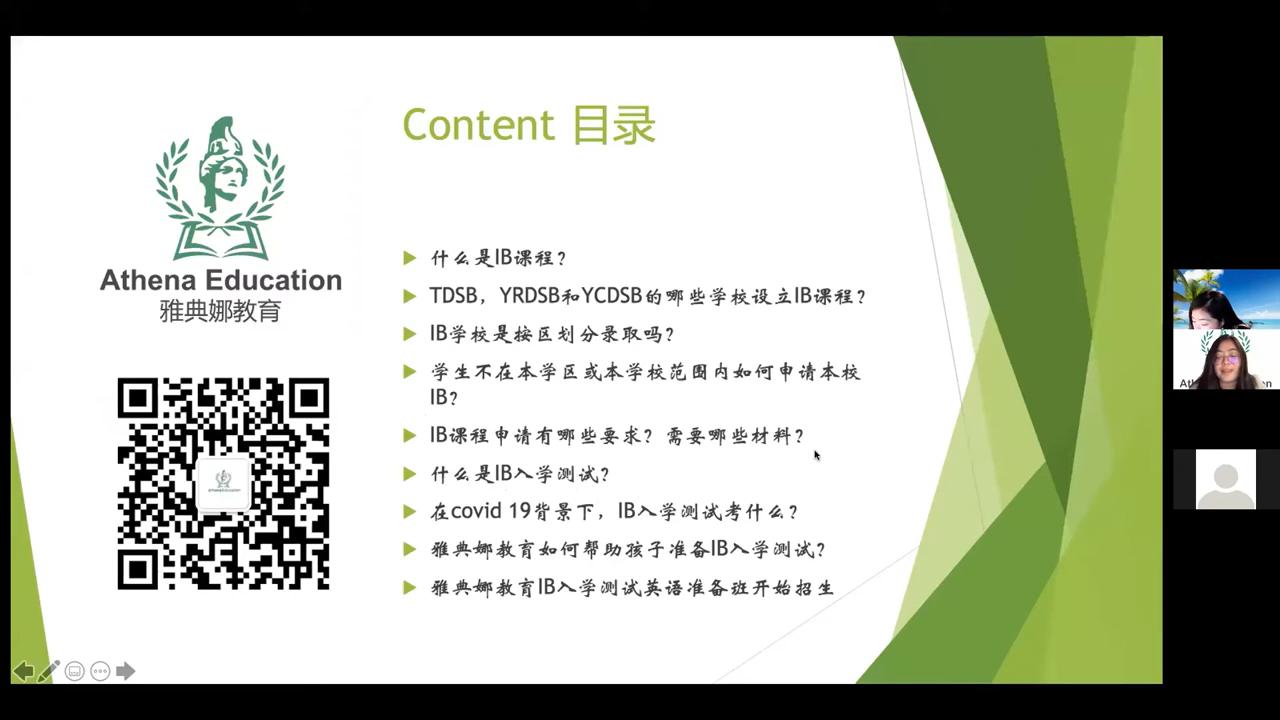 Content 目录
Athena Education
雅典娜教育
什么是IB课程？
TDSB，YRDSB和YCDSB的哪些学校设立IB课程？
IB学校是按区划分录取吗？
学生不在本学区或本学校范围内如何申请本校
IB？
IB课程申请有哪些要求？需要哪些材料？
什么是IB入学测试？
在covid 19背景下，IB入学测试考什么？
雅典娜教育如何帮助孩子准备IB入学测试？
雅典娜教育IB入学测试英语准备班开始招生